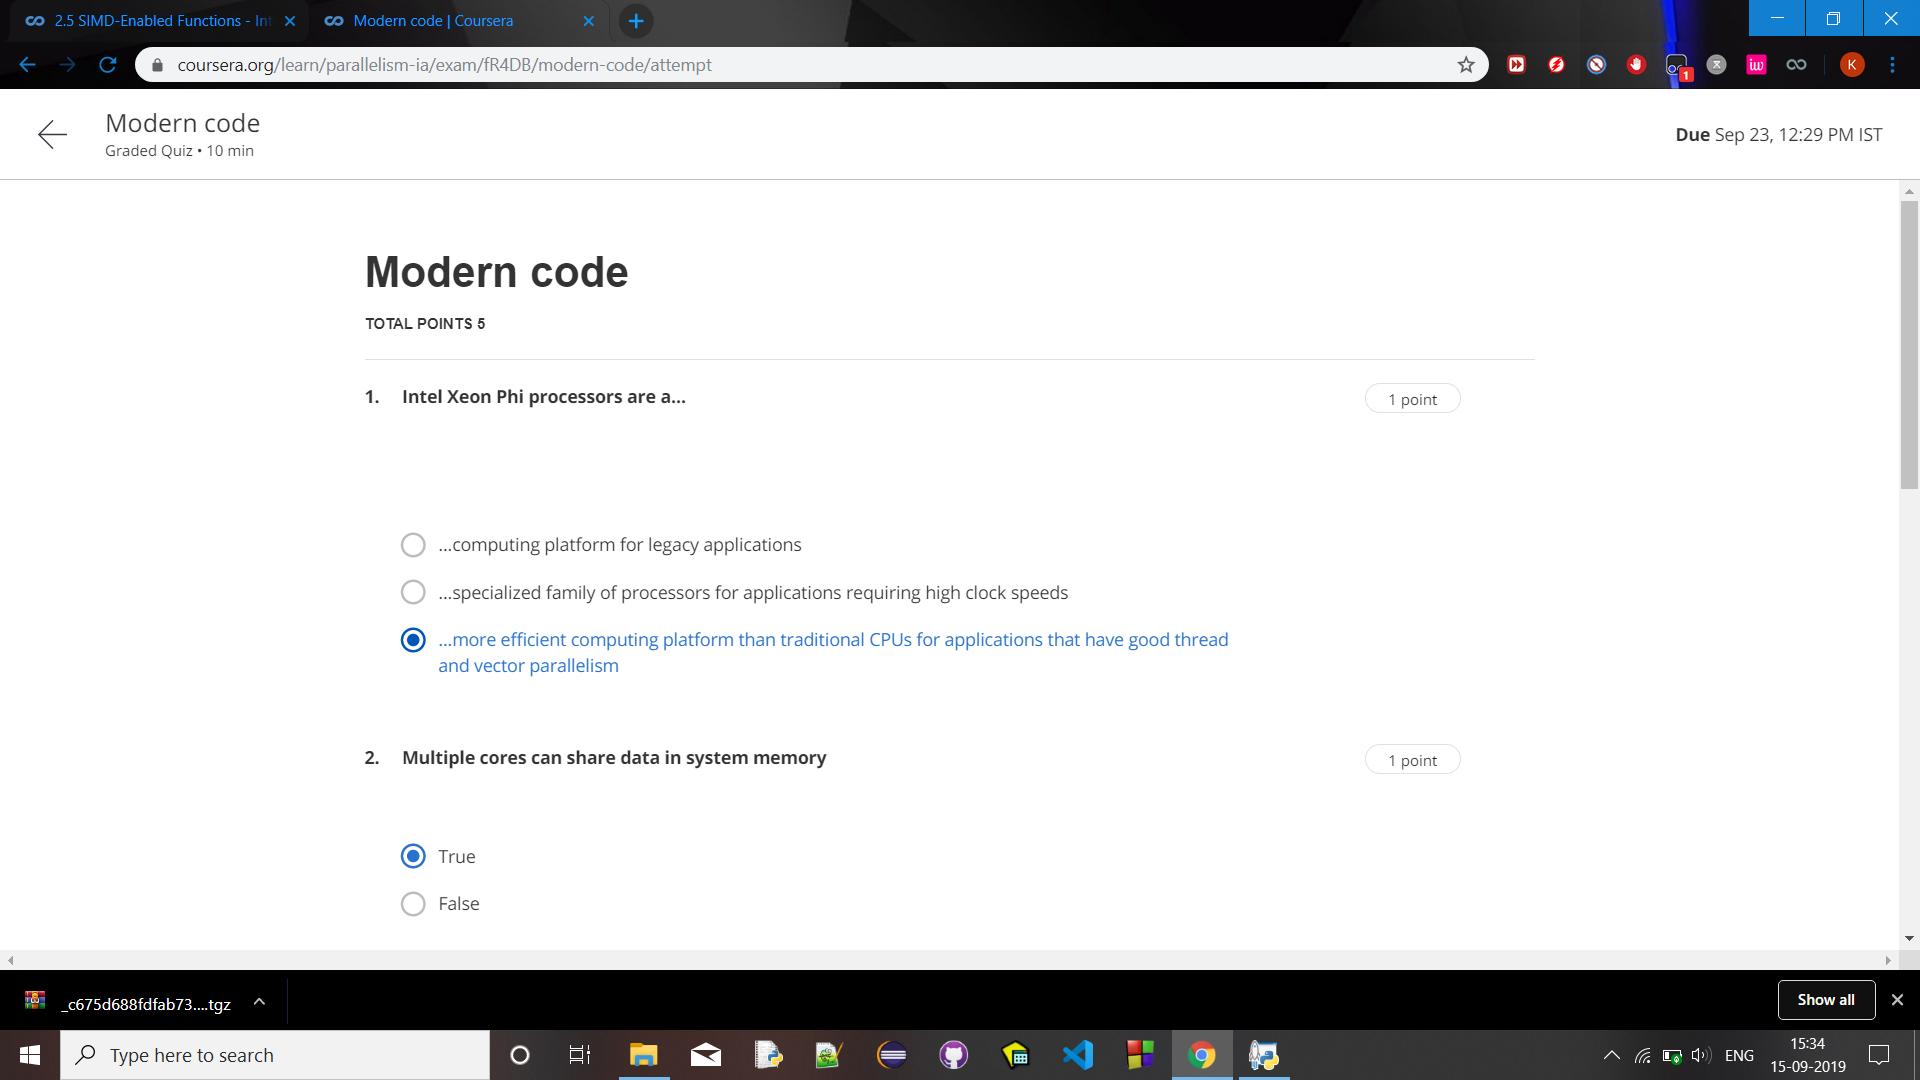 2.5 SIMD-Enabled Functions - Int
Modern code | Coursera
coursera.org/learn/parallelism-ia/exam/fR4DB/modern-code/attempt
1
iw
K
Modern code
Graded Quiz • 10 min
Due Sep 23, 12:29 PM IST
Modern code
TOTAL POINTS 5
1. Intel Xeon Phi processors are a...
1 point
...computing platform for legacy applications
...specialized family of processors for applications requiring high clock speeds
...more efficient computing platform than traditional CPUs for applications that have good thread
and vector parallelism
2. Multiple cores can share data in system memory
1 point
True
False
_c675d688fdfab73....tgz
Show all
Type here to search
ENG
15:34
15-09-2019